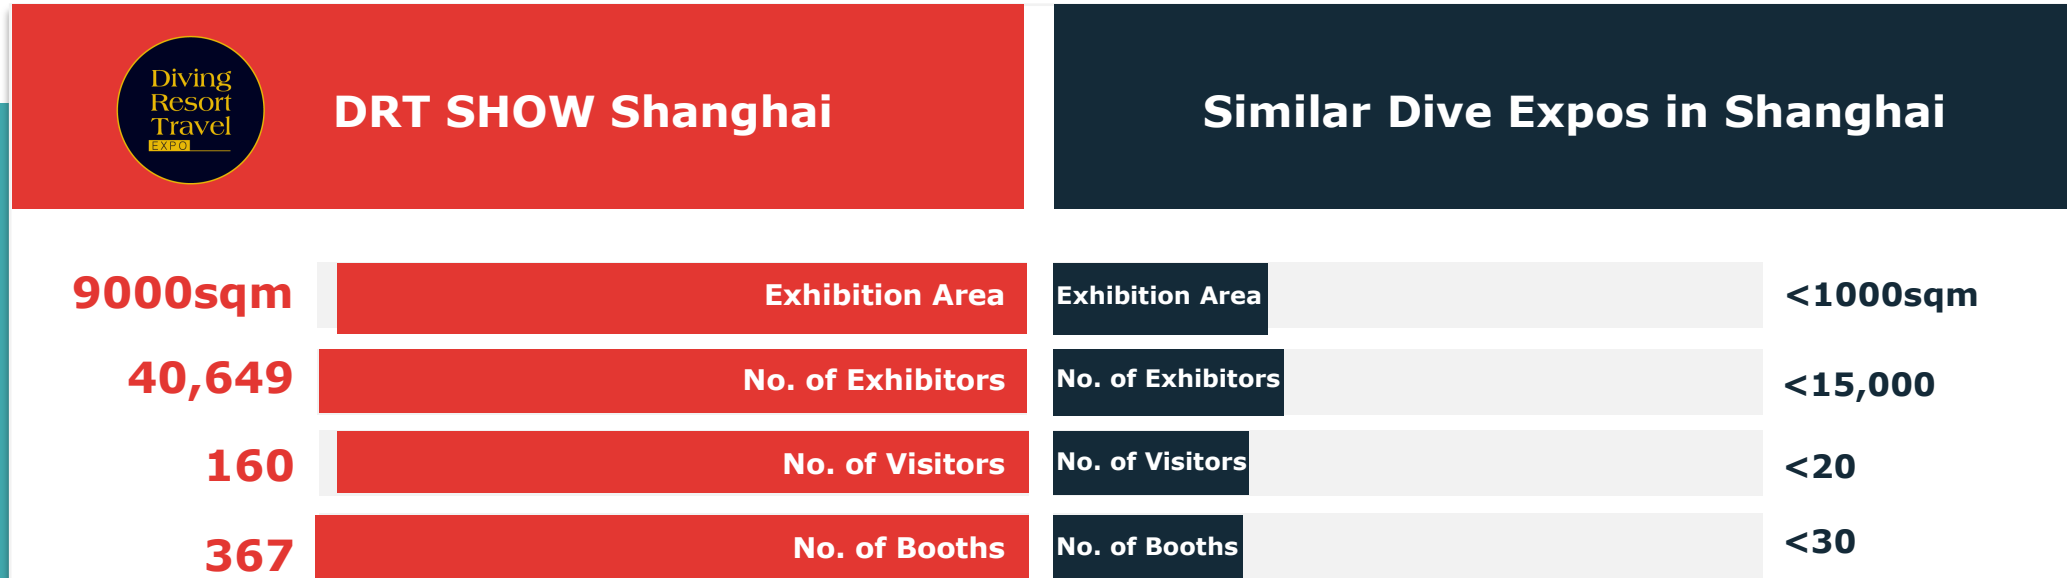 Diving
Resort
Travel
EXPO
DRT SHOW Shanghai
Similar Dive Expos in Shanghai
9000sqm Exhibition Area Exhibition Area <1000sqm
40,649 No. of Exhibitors No. of Exhibitors <15,000
160 No. of Visitors No. of Visitors <20
367 No. of Booths No. of Booths <30